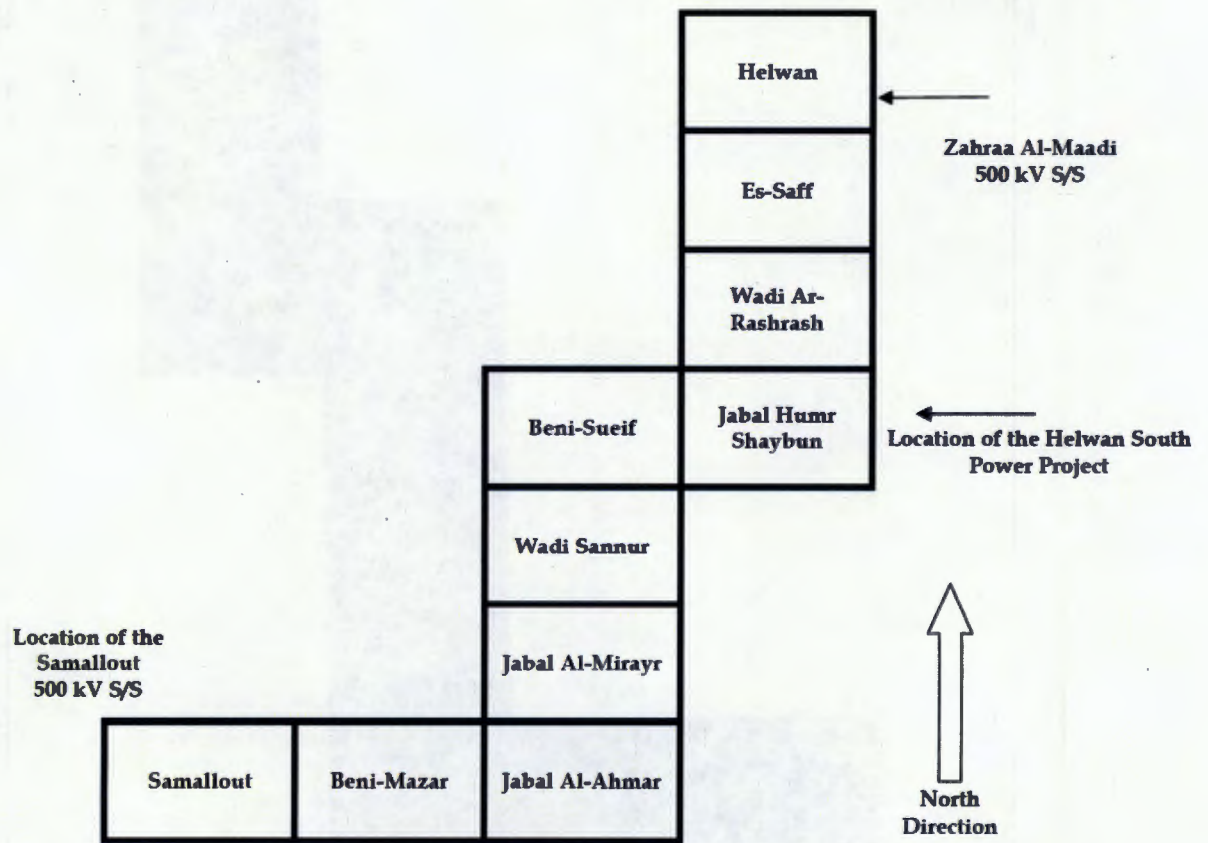 Helwan
Zahraa Al-Maadi
500 kV S/S
Es-Saff
Wadi Ar-
Rashrash
Beni-Sueif
Jabal Humr
Shaybun
Location of the Helwan South
Power Project
Wadi Sannur
Location of the
Samallout
500 kV S/S
Jabal Al-Mirayr
Samallout
Beni-Mazar
Jabal Al-Ahmar
North
Direction